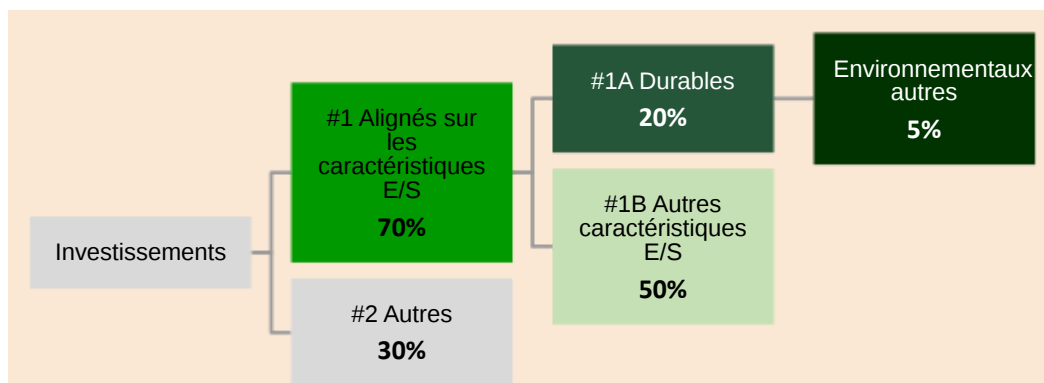 Investissements
#1 Alignés sur
les
caractéristiques
E/S
70%
#2 Autres
30%
#1A Durables
20%
#1B Autres
caractéristiques
E/S
50%
Environnementaux
autres
5%